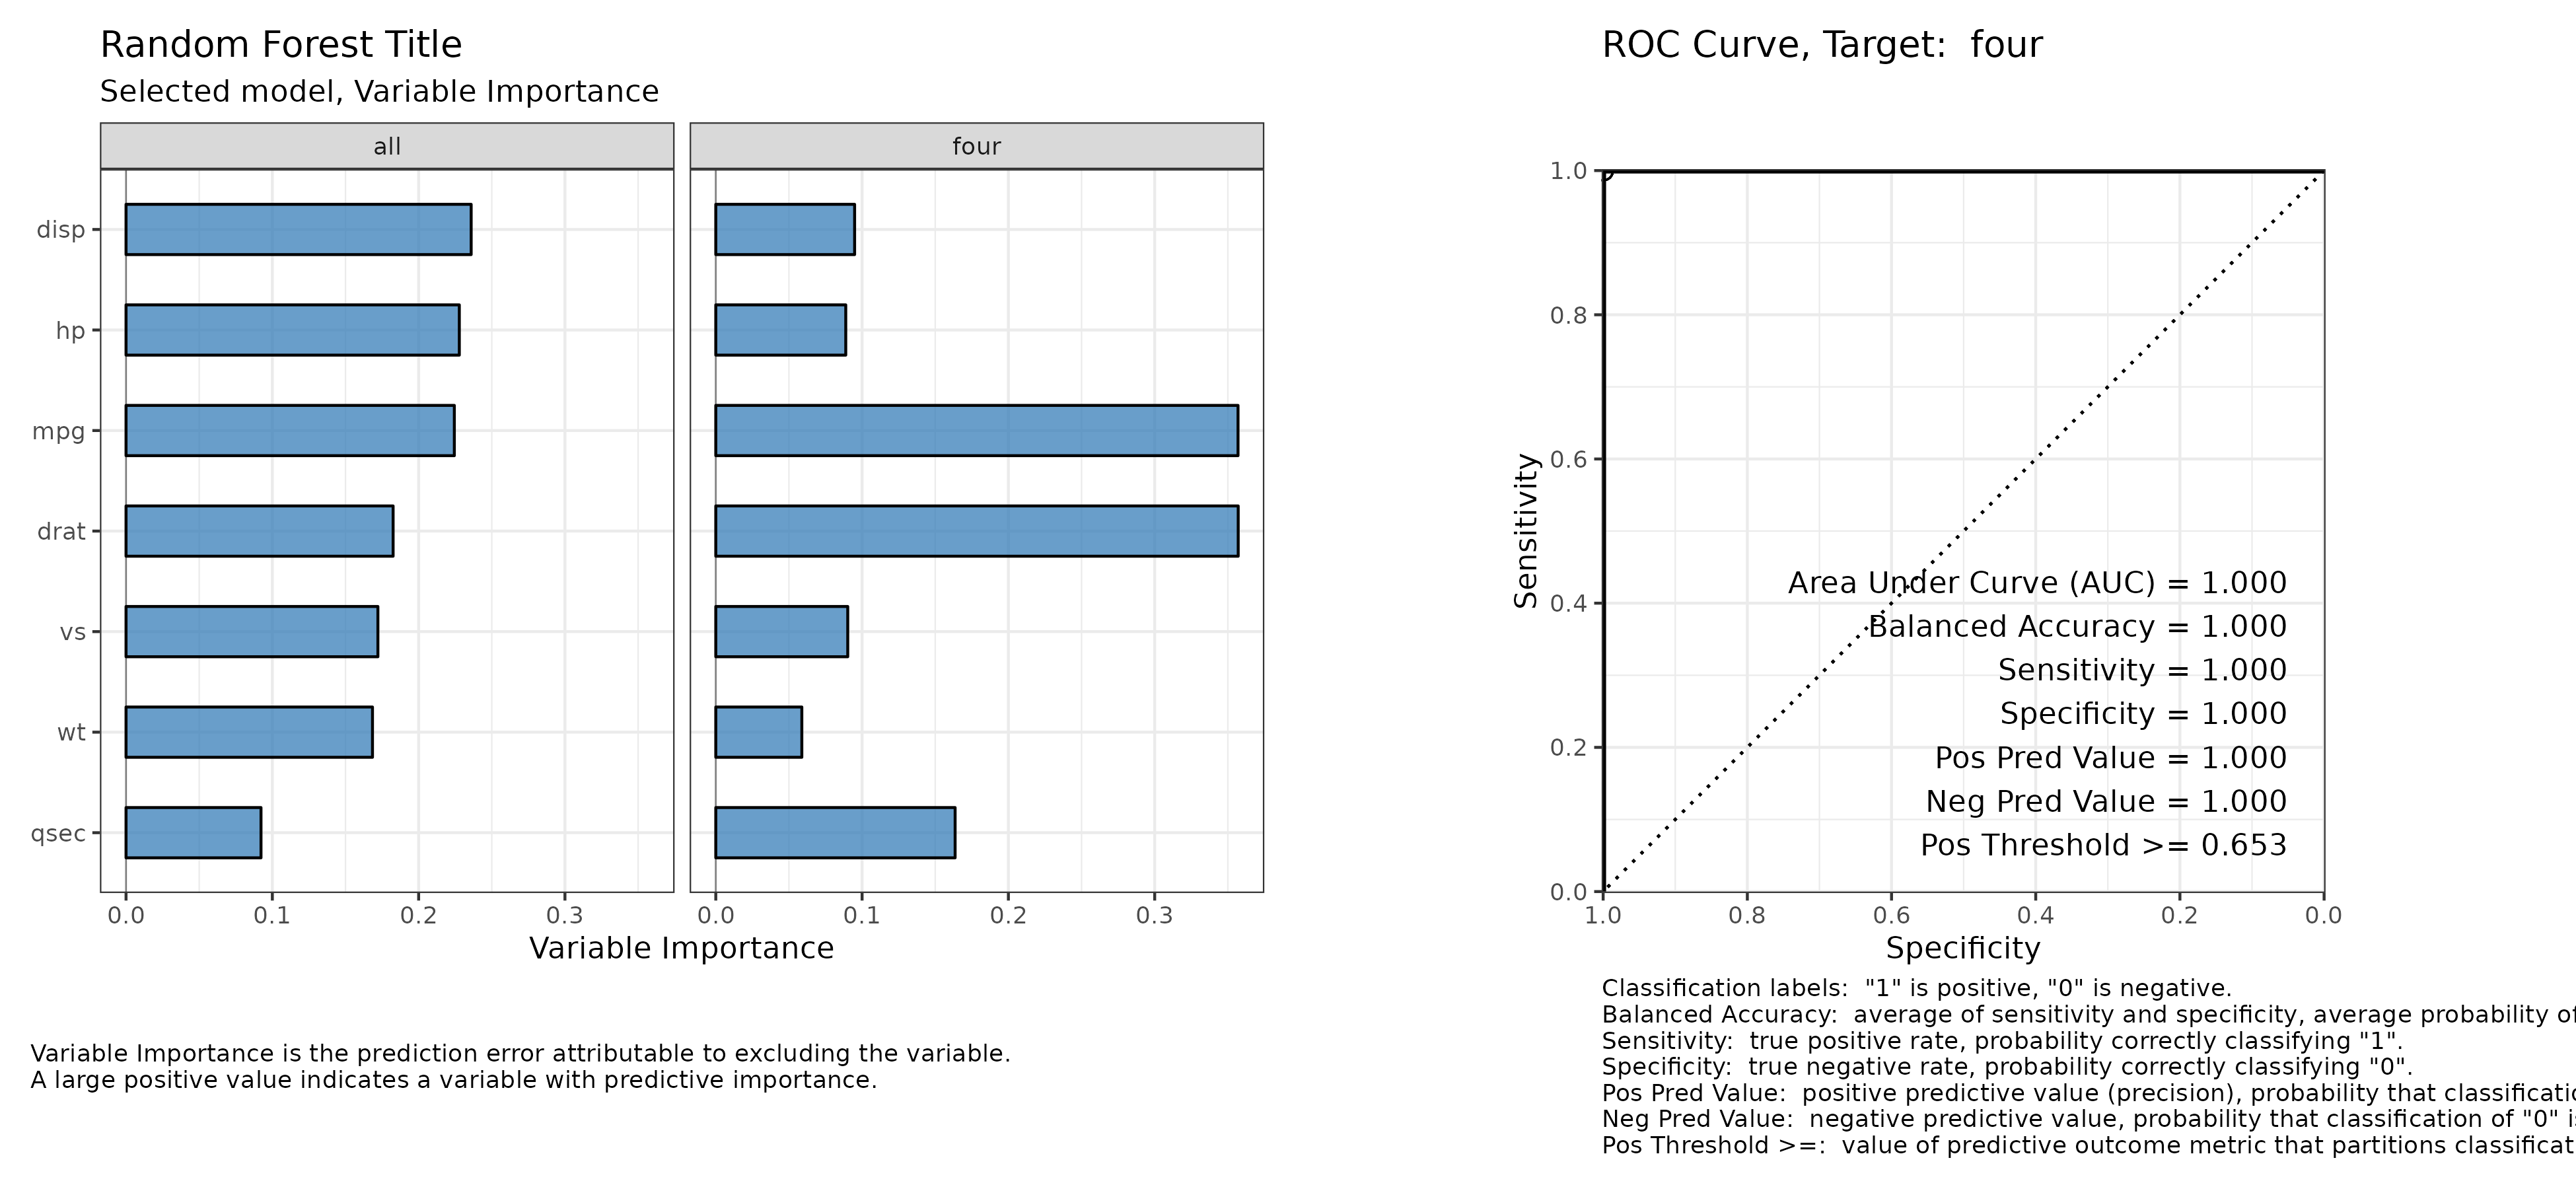 Random Forest Title
Selected model, Variable Importance
all
four
disp
hp
mpg
drat
vs
wt
qsec
0.0 0.1 0.2 0.3
0.0 0.1 0.2 0.3
Variable Importance
Variable Importance is the prediction error attributable to excluding the variable.
A large positive value indicates a variable with predictive importance.
ROC Curve, Target:  four
1.0
0.8
0.6
0.4
0.2
0.0
Sensitivity
Area Under Curve (AUC) = 1.000
Balanced Accuracy = 1.000
Sensitivity = 1.000
Specificity = 1.000
Pos Pred Value = 1.000
Neg Pred Value = 1.000
Pos Threshold >= 0.653
1.0 0.8 0.6 0.4 0.2 0.0
Specificity
Classification labels:  "1" is positive, "0" is negative.
Balanced Accuracy:  average of sensitivity and specificity, average probability of
Sensitivity:  true positive rate, probability correctly classifying "1".
Specificity:  true negative rate, probability correctly classifying "0".
Pos Pred Value:  positive predictive value (precision), probability that
Neg Pred Value:  negative predictive value, probability that classification of "0"
Pos Threshold >=:  value of predictive outcome metric that partitions